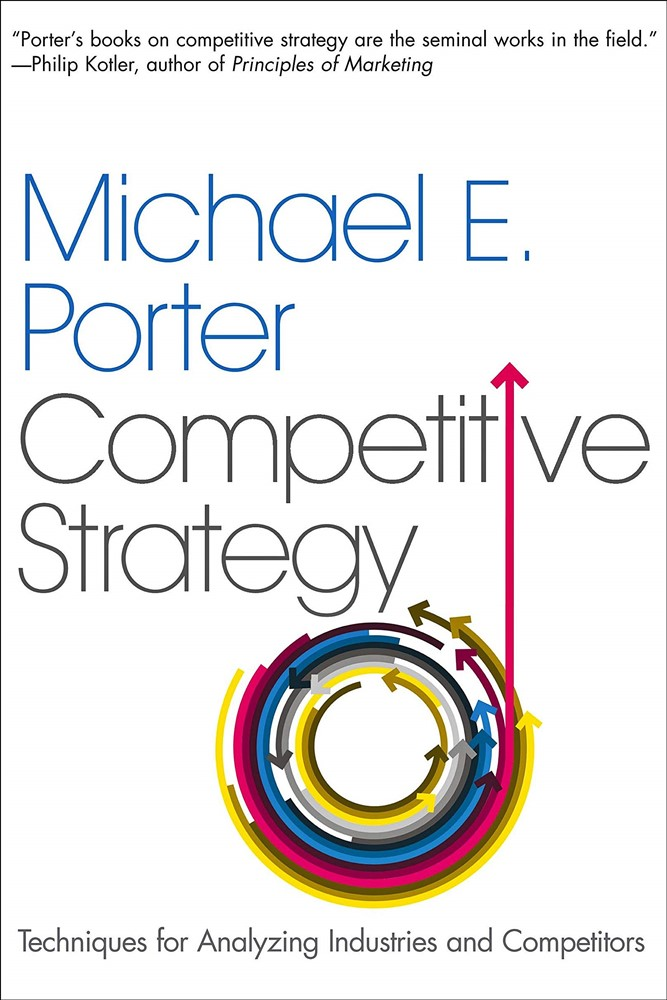 “Porter’s books on competitive strategy are the seminal works in the field.”
—Philip Kotler, author of Principles of Marketing
Michael E.
Porter
Competitive
Strategy
Techniques for Analyzing Industries and Competitors